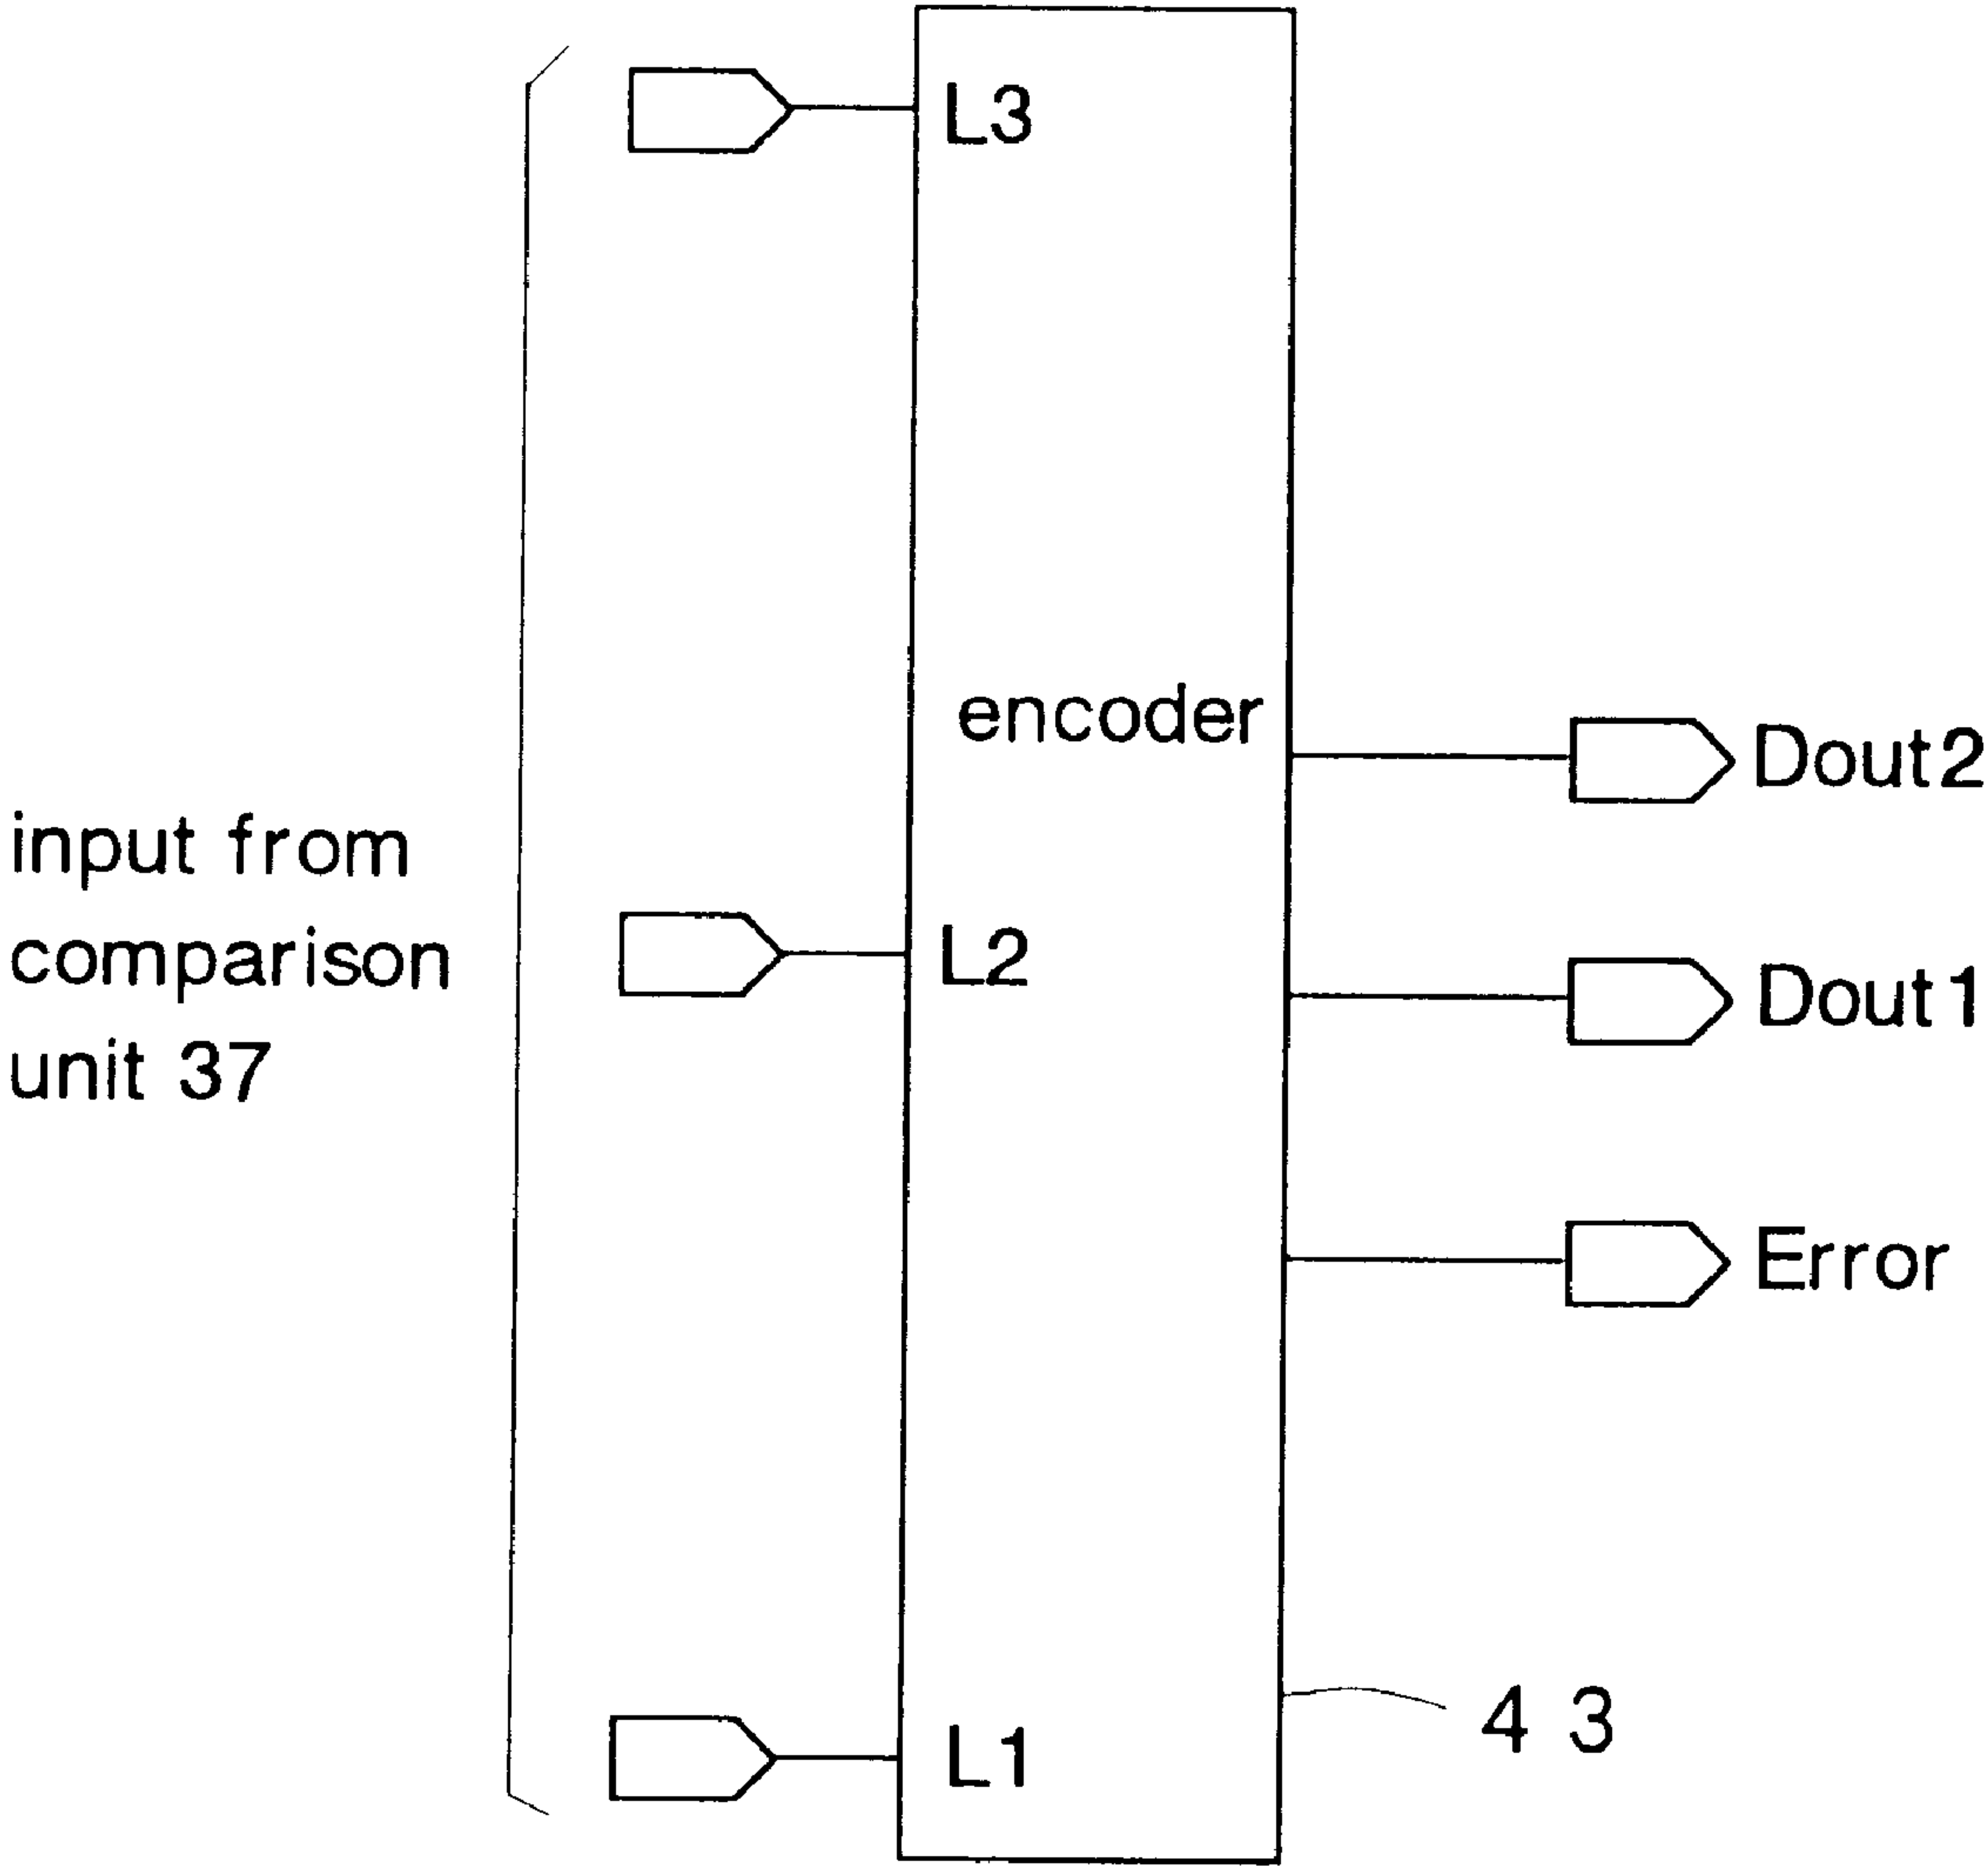 L3
encoder
Dout2
input from
comparison
unit 37
L2
Dout1
Error
L1
43